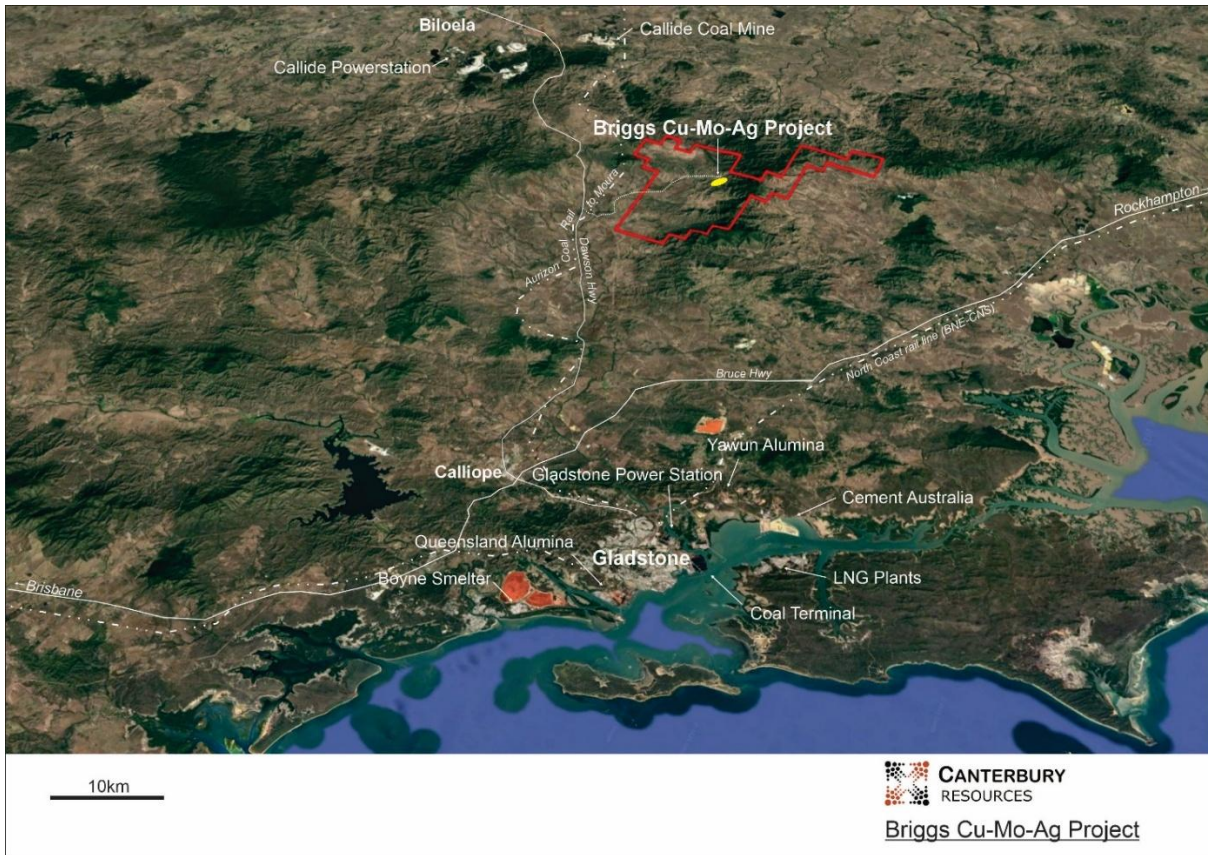 Biloela
Callide Coal Mine
Callide Powerstation
Briggs Cu-Mo-Ag Project
to Moura
Aurizon Coal Rail
Dawson Hwy
Rockhampton
North Coast rail line (BNE-CNS)
Bruce Hwy
Yawun Alumina
Calliope
Gladstone Power Station
Cement Australia
Queensland Alumina
Gladstone
Boyne Smelter
LNG Plants
Brisbane
Coal Terminal
10km
CANTERBURY
RESOURCES
Briggs Cu-Mo-Ag Project